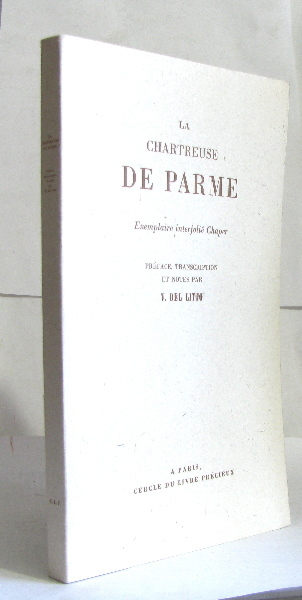 LA
CHARTREUSE
DE PARME
Exemplaire interfolié Chaper
PRÉFACE, TRANSCRIPTION
ET NOTES PAR
V. DEL LITTO
A PARIS,
CERCLE DU LIVRE PRÉCIEUX